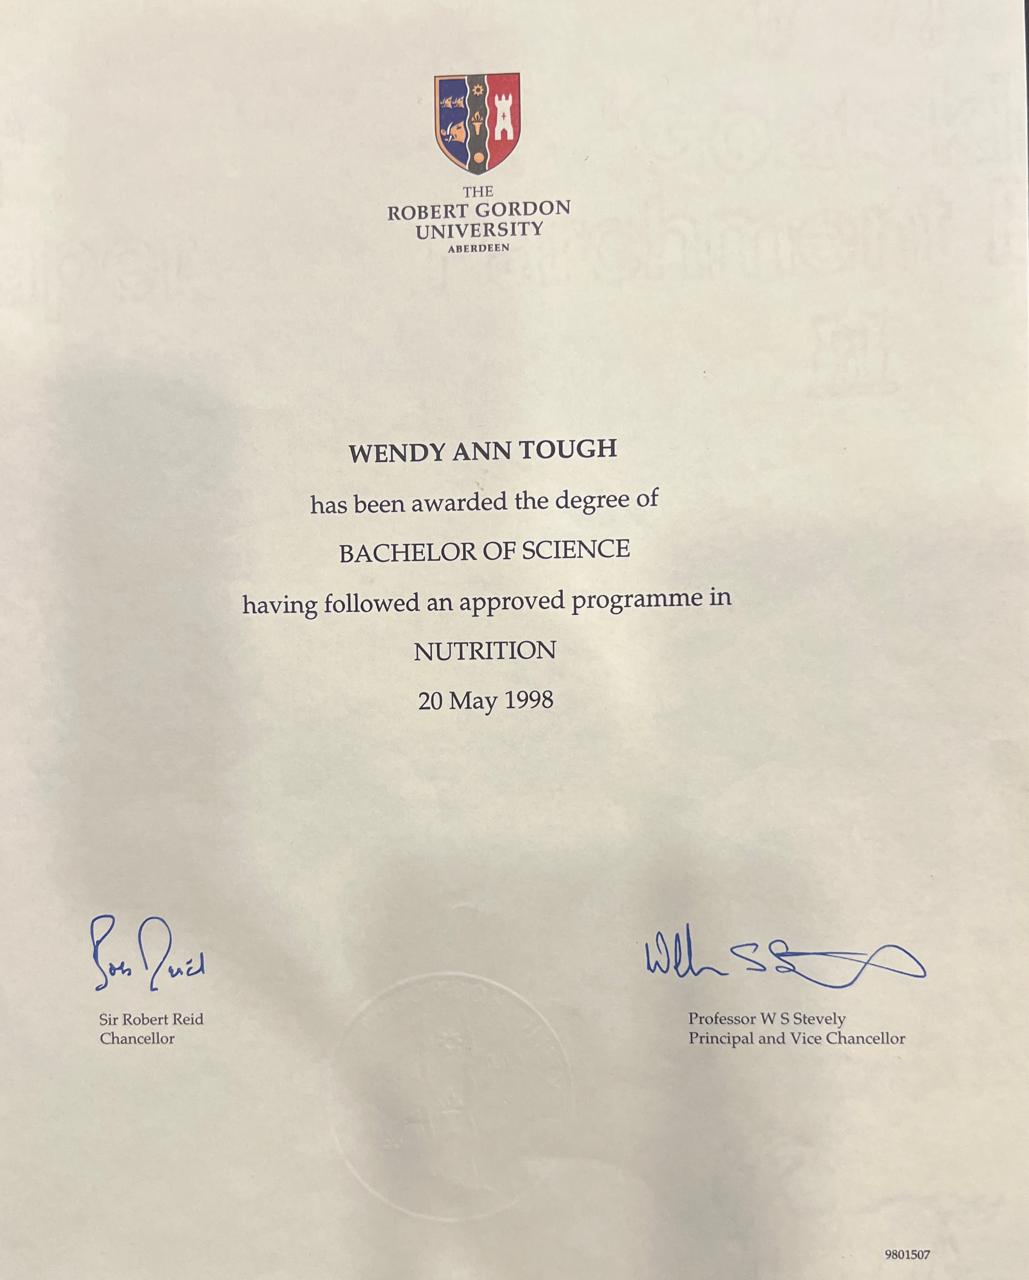 THE
ROBERT GORDON
UNIVERSITY
ABERDEEN
WENDY ANN TOUGH
has been awarded the degree of
BACHELOR OF SCIENCE
having followed an approved programme in
NUTRITION
20 May 1998
Bob Reid
Sir Robert Reid
Chancellor
Professor W S Stevely
Principal and Vice Chancellor
9801507